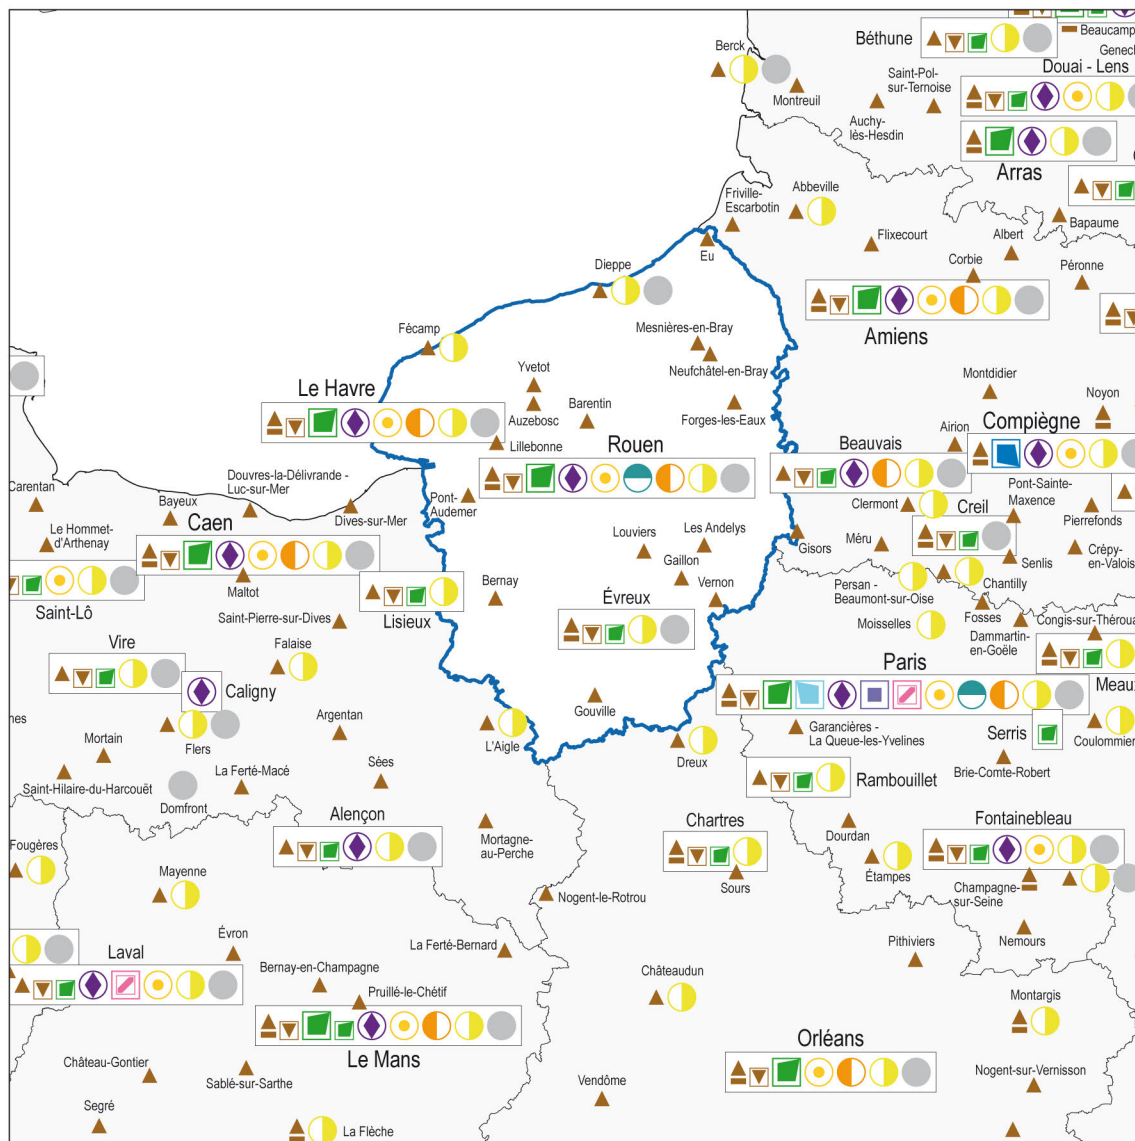 Béthune
Beaucamp
Genech
Berck
Douai - Lens
Saint-Pol-
sur-Ternoise
Montreuil
Auchy-
lès-Hesdin
Arras
Friville-
Escarbotin
Abbeville
Bapaume
Flixecourt
Albert
Eu
Corbie
Péronne
Dieppe
Amiens
Fécamp
Mesnières-en-Bray
Neufchâtel-en-Bray
Yvetot
Montdidier
Le Havre
Noyon
Auzebosc
Barentin
Forges-les-Eaux
Airion
Compiègne
Lillebonne
Rouen
Beauvais
Carentan
Douvres-la-Délivrande -
Luc-sur-Mer
Pont-
Audemer
Pont-Sainte-
Maxence
Bayeux
Dives-sur-Mer
Clermont
Creil
Pierrefonds
Le Hommet-
d'Arthenay
Caen
Louviers
Les Andelys
Gisors
Méru
Crépy-
en-Valois
Senlis
Gaillon
Maltot
Bernay
Vernon
Persan -
Beaumont-sur-Oise
Chantilly
Saint-Lô
Lisieux
Évreux
Saint-Pierre-sur-Dives
Moisselles
Fosses
Congis-sur-Théroua
Dammartin-
en-Goële
Vire
Falaise
Paris
Meaux
Caligny
Gouville
nes
Argentan
Garancières -
La Queue-les-Yvelines
Serris
Coulommier
Mortain
Flers
L'Aigle
Dreux
Brie-Comte-Robert
Saint-Hilaire-du-Harcouët
La Ferté-Macé
Sées
Rambouillet
Domfront
Alençon
Chartres
Fontainebleau
Fougères
Mortagne-
au-Perche
Dourdan
Mayenne
Étampes
Sours
Champagne-
sur-Seine
Nogent-le-Rotrou
Nemours
Évron
La Ferté-Bernard
Pithiviers
Laval
Bernay-en-Champagne
Châteaudun
Pruillé-le-Chétif
Montargis
Le Mans
Orléans
Château-Gontier
Sablé-sur-Sarthe
Nogent-sur-Vernisson
Vendôme
Segré
La Flèche